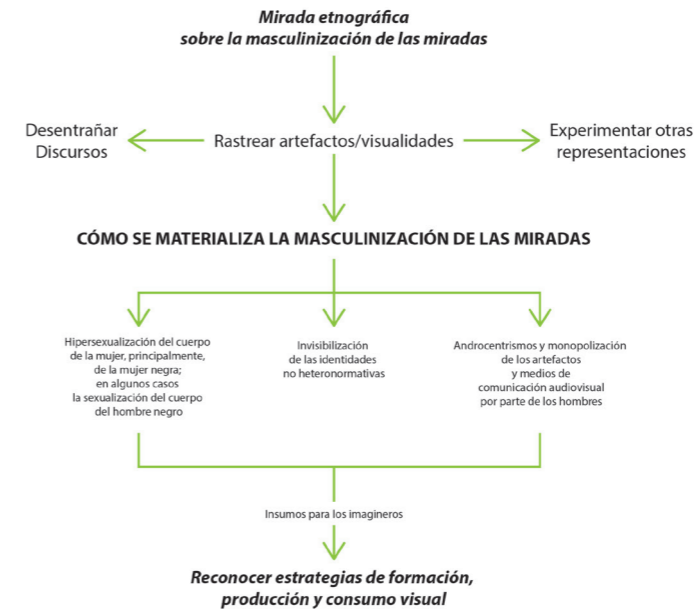 Mirada etnográfica
sobre la masculinización de las miradas
Desentrañar
Discursos
Rastrear artefactos/visualidades
Experimentar otras
representaciones
CÓMO SE MATERIALIZA LA MASCULINIZACIÓN DE LAS MIRADAS
Hipersexualización del cuerpo
de la mujer, principalmente,
de la mujer negra;
en algunos casos
la sexualización del cuerpo
del hombre negro
Invisibilización
de las identidades
no heteronormativas
Androcentrismos y monopolización
de los artefactos
y medios de
comunicación audiovisual
por parte de los hombres
Insumos para los imagineros
Reconocer estrategias de formación,
producción y consumo visual